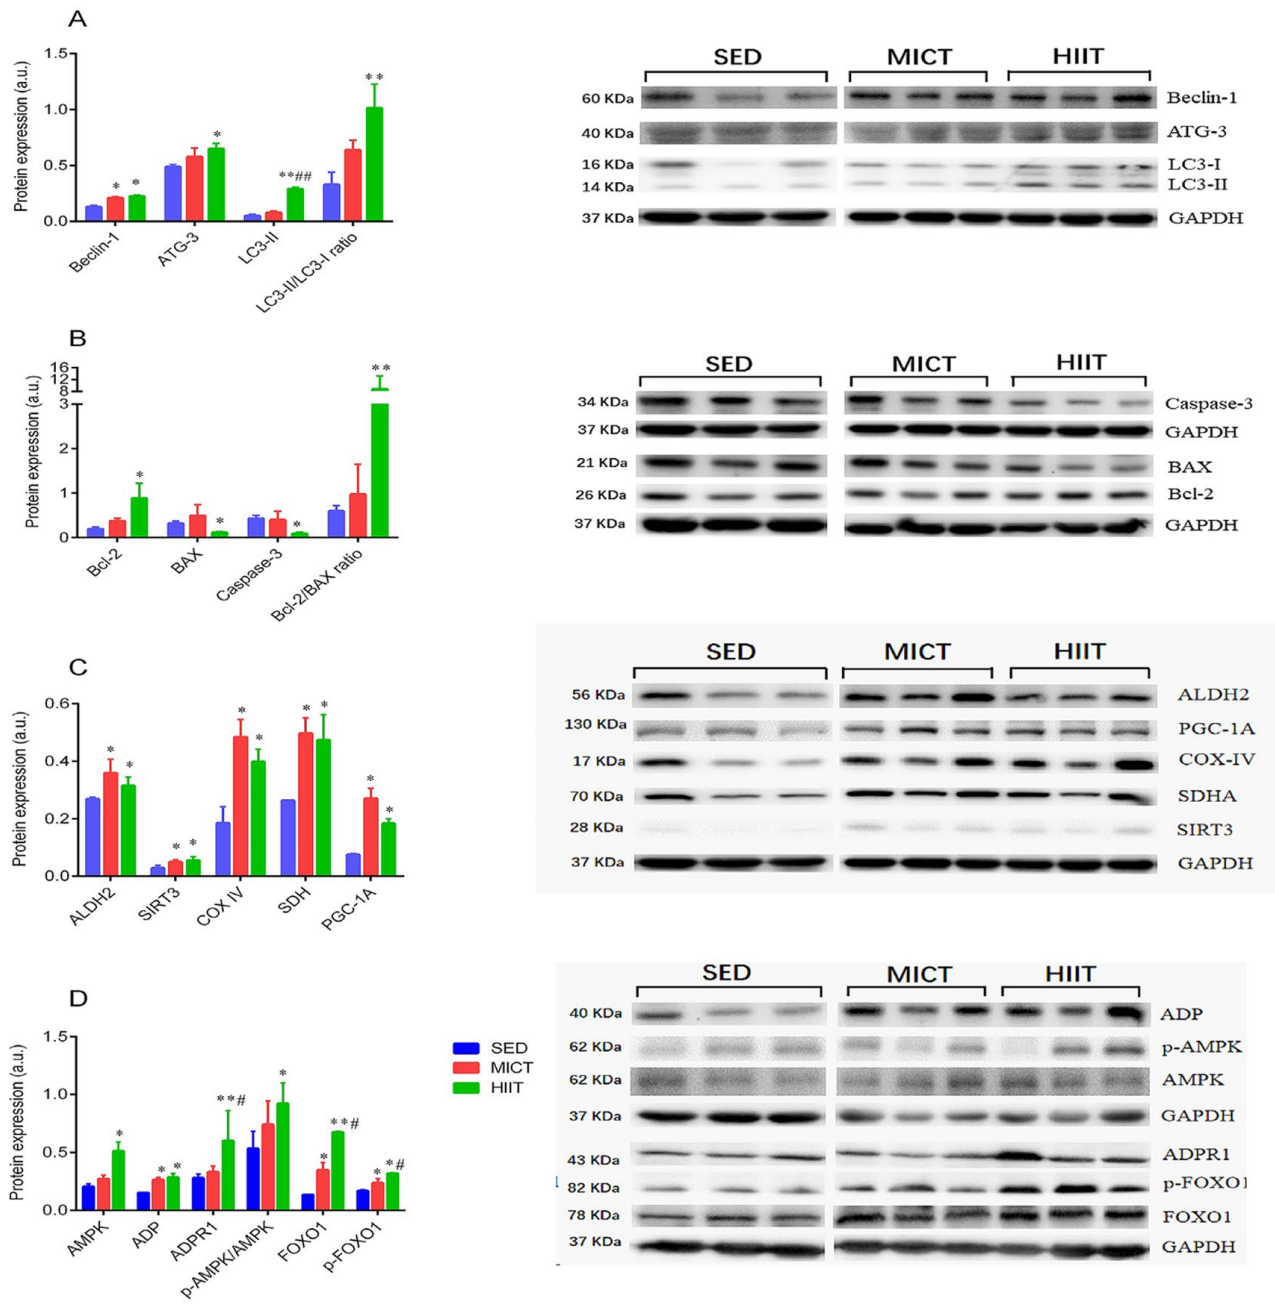 A
Protein expression (a.u.)
1.5
1.0
0.5
0.0
* * * **## **
Beclin-1 ATG-3 LC3-II LC3-II/LC3-I ratio
SED MICT HIIT
60 KDa Beclin-1
40 KDa ATG-3
16 KDa LC3-I
14 KDa LC3-II
37 KDa GAPDH
B
Protein expression (a.u.)
16
12
8
3
2
1
0
* * * **
Bcl-2 BAX Caspase-3 Bcl-2/BAX ratio
SED MICT HIIT
34 KDa Caspase-3
37 KDa GAPDH
21 KDa BAX
26 KDa Bcl-2
37 KDa GAPDH
C
Protein expression (a.u.)
0.6
0.4
0.2
0.0
* * * * * * * * * *
ALDH2 SIRT3 COX IV SDH PGC-1A
SED MICT HIIT
56 KDa ALDH2
130 KDa PGC-1A
17 KDa COX-IV
70 KDa SDHA
28 KDa SIRT3
37 KDa GAPDH
D
Protein expression (a.u.)
1.5
1.0
0.5
0.0
* * * **# * * **# * *#
AMPK ADP ADPR1 p-AMPK/AMPK FOXO1 p-FOXO1
SED
MICT
HIIT
SED MICT HIIT
40 KDa ADP
62 KDa p-AMPK
62 KDa AMPK
37 KDa GAPDH
43 KDa ADPR1
82 KDa p-FOXO1
78 KDa FOXO1
37 KDa GAPDH